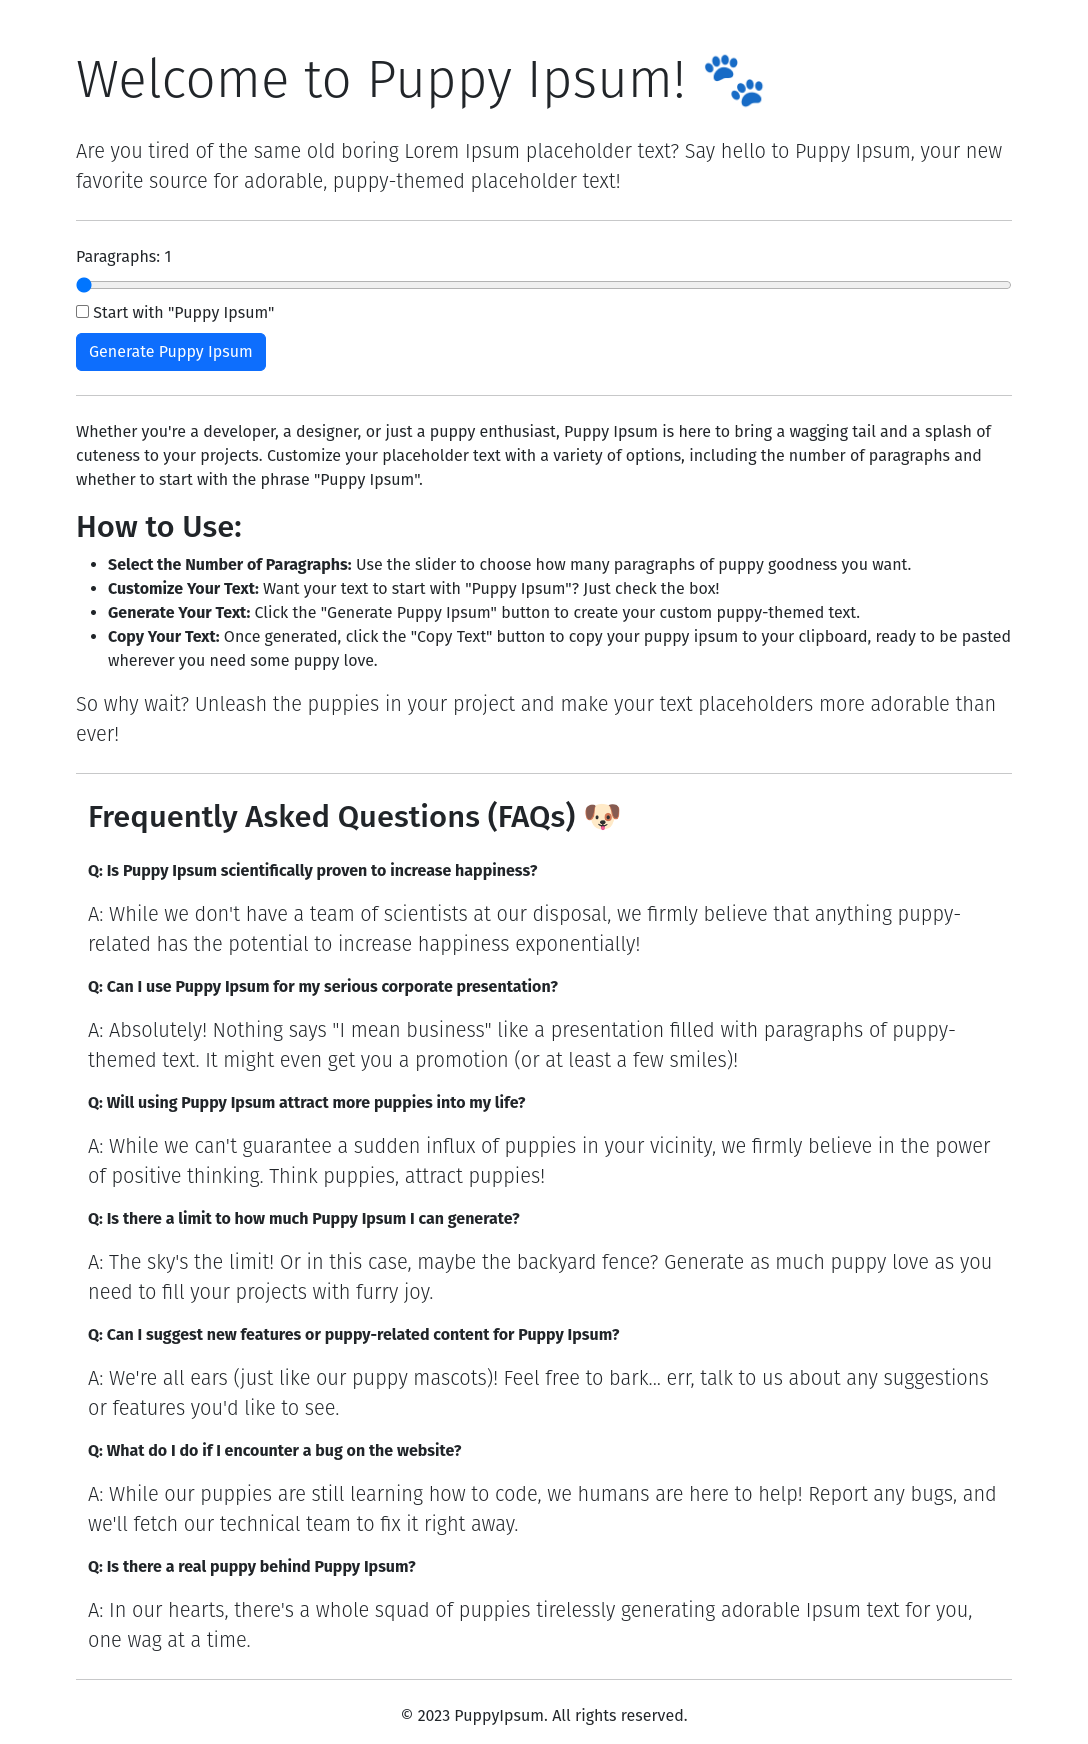 Welcome to Puppy Ipsum! 🐾
Are you tired of the same old boring Lorem Ipsum placeholder text? Say hello to Puppy Ipsum, your new
favorite source for adorable, puppy-themed placeholder text!
Paragraphs: 1
Start with "Puppy Ipsum"
Generate Puppy Ipsum
Whether you're a developer, a designer, or just a puppy enthusiast, Puppy Ipsum is here to bring a wagging tail and a splash of
cuteness to your projects. Customize your placeholder text with a variety of options, including the number of paragraphs and
whether to start with the phrase "Puppy Ipsum".
How to Use:
• Select the Number of Paragraphs: Use the slider to choose how many paragraphs of puppy goodness you want.
• Customize Your Text: Want your text to start with "Puppy Ipsum"? Just check the box!
• Generate Your Text: Click the "Generate Puppy Ipsum" button to create your custom puppy-themed text.
• Copy Your Text: Once generated, click the "Copy Text" button to copy your puppy ipsum to your clipboard, ready to be pasted
wherever you need some puppy love.
So why wait? Unleash the puppies in your project and make your text placeholders more adorable than
ever!
Frequently Asked Questions (FAQs) 🐶
Q: Is Puppy Ipsum scientifically proven to increase happiness?
A: While we don't have a team of scientists at our disposal, we firmly believe that anything puppy-
related has the potential to increase happiness exponentially!
Q: Can I use Puppy Ipsum for my serious corporate presentation?
A: Absolutely! Nothing says "I mean business" like a presentation filled with paragraphs of puppy-
themed text. It might even get you a promotion (or at least a few smiles)!
Q: Will using Puppy Ipsum attract more puppies into my life?
A: While we can't guarantee a sudden influx of puppies in your vicinity, we firmly believe in the power
of positive thinking. Think puppies, attract puppies!
Q: Is there a limit to how much Puppy Ipsum I can generate?
A: The sky's the limit! Or in this case, maybe the backyard fence? Generate as much puppy love as you
need to fill your projects with furry joy.
Q: Can I suggest new features or puppy-related content for Puppy Ipsum?
A: We're all ears (just like our puppy mascots)! Feel free to bark... err, talk to us about any suggestions
or features you'd like to see.
Q: What do I do if I encounter a bug on the website?
A: While our puppies are still learning how to code, we humans are here to help! Report any bugs, and
we'll fetch our technical team to fix it right away.
Q: Is there a real puppy behind Puppy Ipsum?
A: In our hearts, there's a whole squad of puppies tirelessly generating adorable Ipsum text for you,
one wag at a time.
© 2023 PuppyIpsum. All rights reserved.